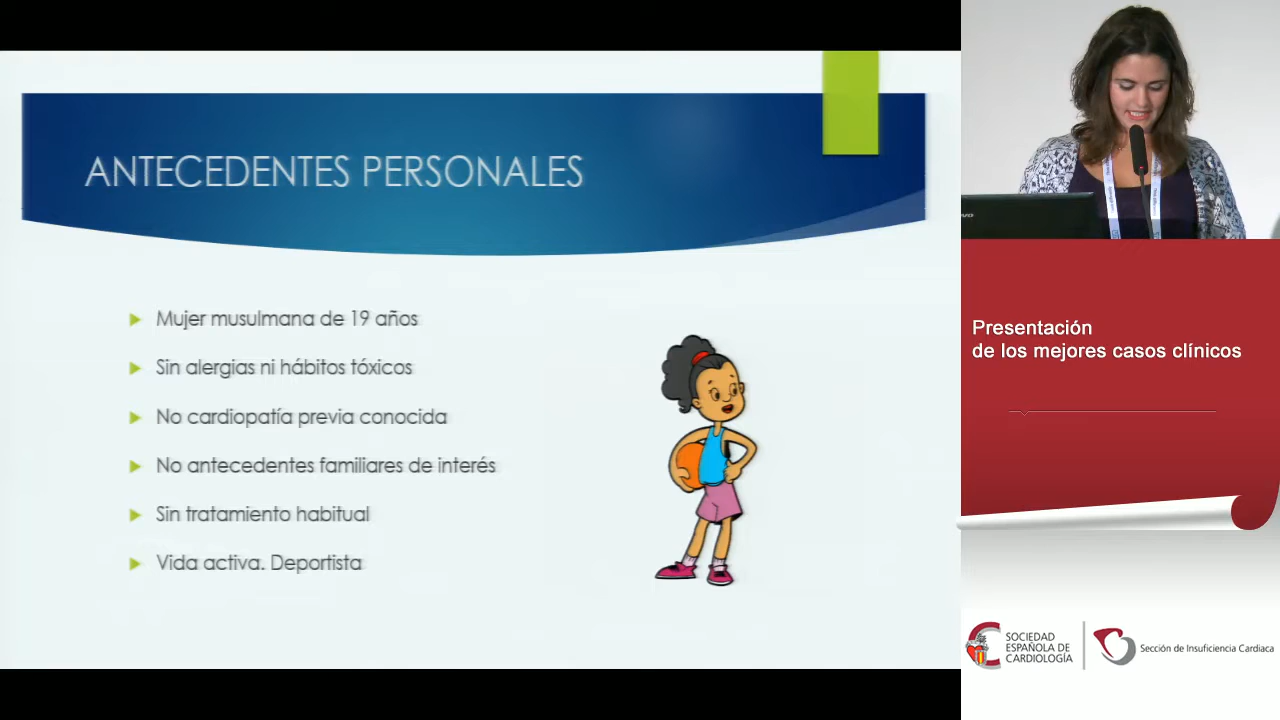 ANTECEDENTES PERSONALES
Mujer musulmana de 19 años
Sin alergias ni hábitos tóxicos
No cardiopatía previa conocida
No antecedentes familiares de interés
Sin tratamiento habitual
Vida activa. Deportista
Presentación
de los mejores casos clínicos
SOCIEDAD
ESPAÑOLA DE
CARDIOLOGÍA
Sección de Insuficiencia Cardiaca